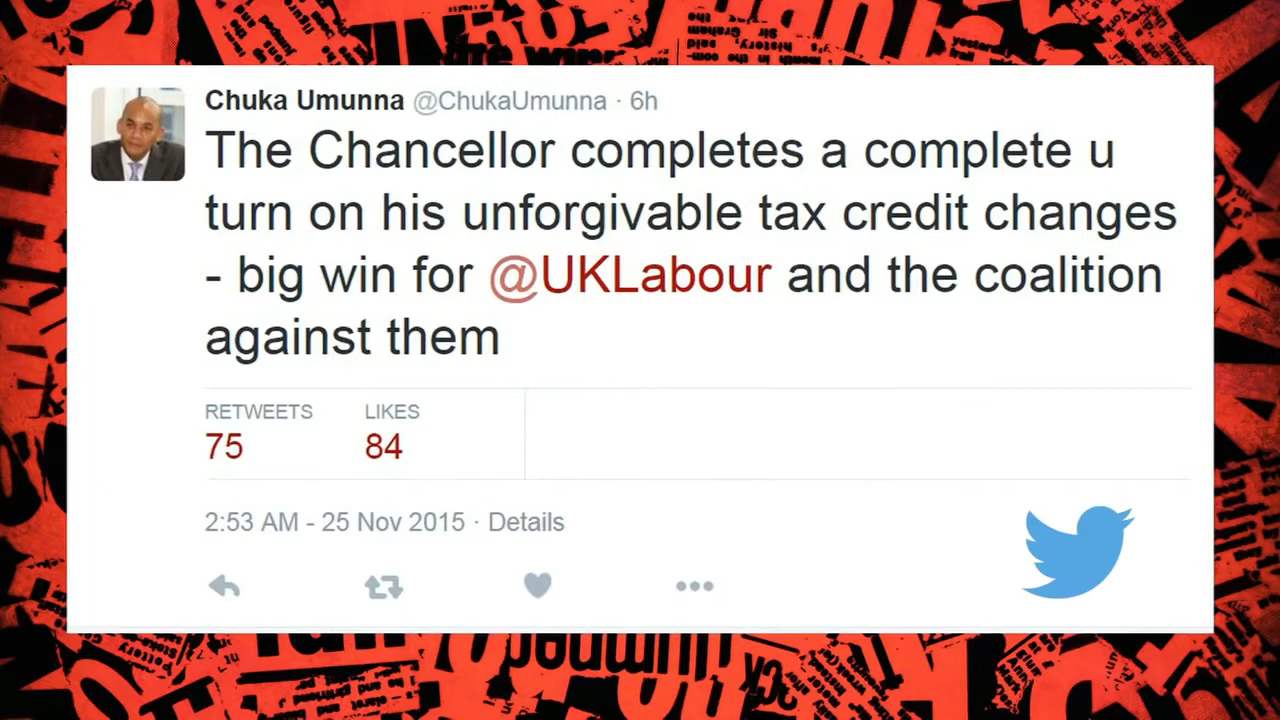 Chuka Umunna @ChukaUmunna · 6h
The Chancellor completes a complete u
turn on his unforgivable tax credit changes
- big win for @UKLabour and the coalition
against them
RETWEETS LIKES
75 84
2:53 AM - 25 Nov 2015 · Details